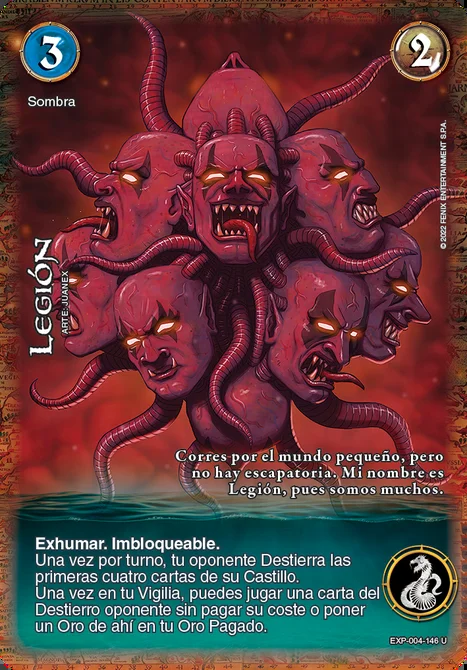 3
2
Sombra
© 2022 FENIX ENTERTAINMENT S.P.A.
LEGIÓN
ARTE: JUANEX
Corres por el mundo pequeño, pero
no hay escapatoria. Mi nombre es
Legión, pues somos muchos.
Exhumar. Imbloqueable.
Una vez por turno, tu oponente Destierra las
primeras cuatro cartas de su Castillo.
Una vez en tu Vigilia, puedes jugar una carta del
Destierro oponente sin pagar su coste o poner
un Oro de ahí en tu Oro Pagado.
EXP-004-146 U